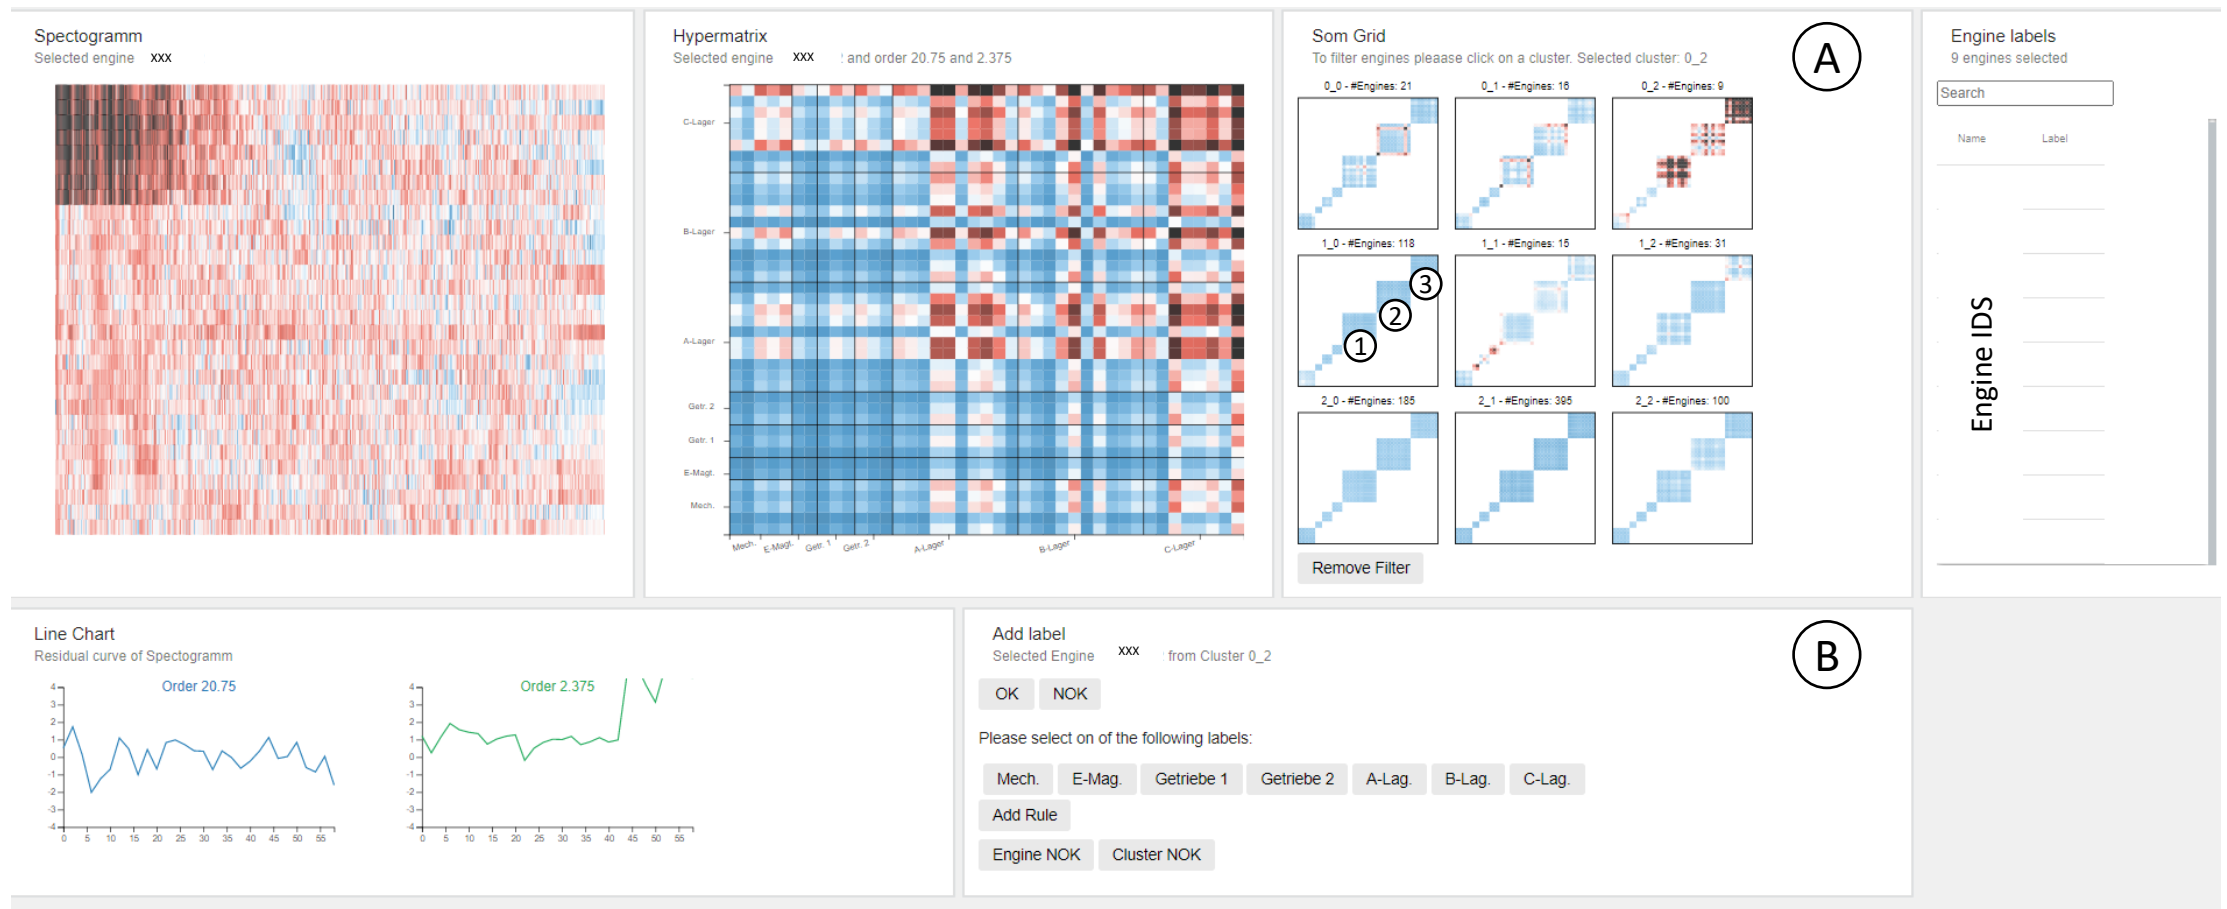 Spectogramm
Selected engine xxx
Hypermatrix
Selected engine xxx : and order 20.75 and 2.375
C-Lager
B-Lager
A-Lager
Getr. 2
Getr. 1
E-Magt.
Mech.
Mech. E-Magt. Getr. 1 Getr. 2 A-Lager B-Lager C-Lager
Som Grid
To filter engines pleaase click on a cluster. Selected cluster: 0_2
A
0_0 - #Engines: 21 0_1 - #Engines: 16 0_2 - #Engines: 9
1_0 - #Engines: 118 1_1 - #Engines: 15 1_2 - #Engines: 31
3
2
1
2_0 - #Engines: 185 2_1 - #Engines: 395 2_2 - #Engines: 100
Remove Filter
Engine labels
9 engines selected
Search
Name Label
Engine IDS
Line Chart
Residual curve of Spectogramm
Order 20.75
4
3
2
1
0
-1
-2
-3
-4
0 5 10 15 20 25 30 35 40 45 50 55
Order 2.375
4
3
2
1
0
-1
-2
-3
-4
0 5 10 15 20 25 30 35 40 45 50 55
Add label
Selected Engine xxx from Cluster 0_2
B
OK NOK
Please select on of the following labels:
Mech. E-Mag. Getriebe 1 Getriebe 2 A-Lag. B-Lag. C-Lag.
Add Rule
Engine NOK Cluster NOK